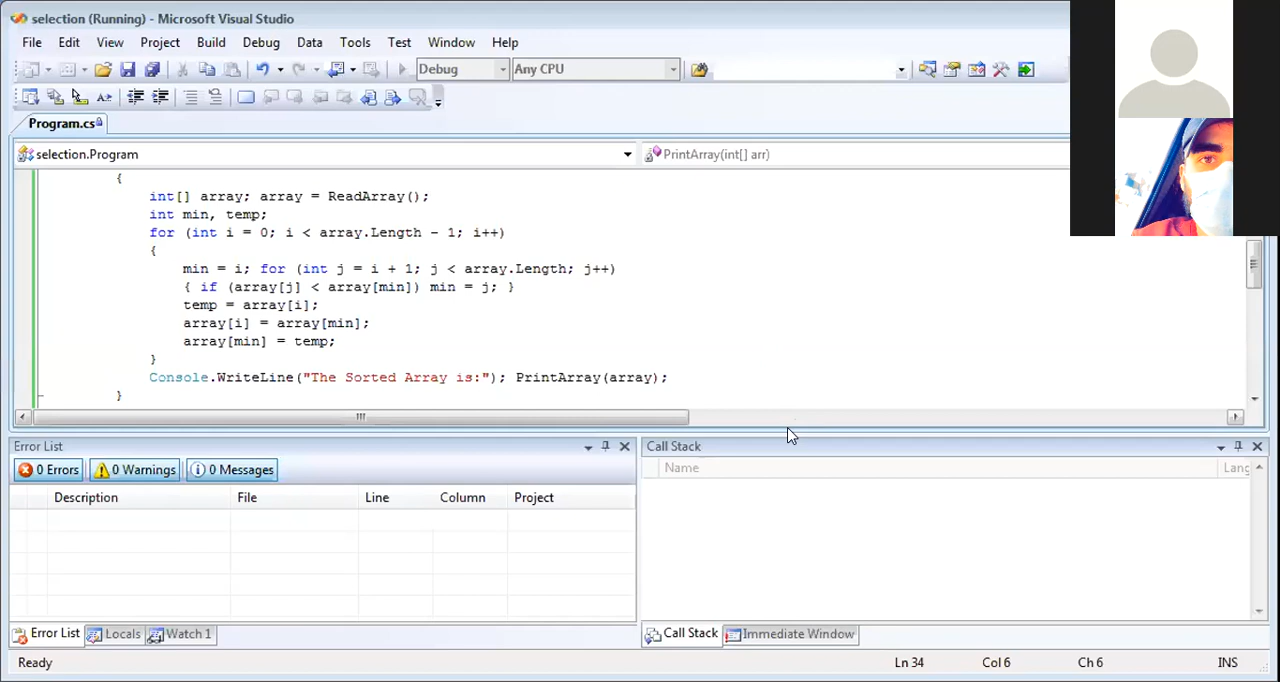 selection (Running) - Microsoft Visual Studio
File Edit View Project Build Debug Data Tools Test Window Help
Debug Any CPU
Program.cs
selection.Program PrintArray(int[] arr)
{
int[] array; array = ReadArray();
int min, temp;
for (int i = 0; i < array.Length - 1; i++)
{
min = i; for (int j = i + 1; j < array.Length; j++)
{ if (array[j] < array[min]) min = j; }
temp = array[i];
array[i] = array[min];
array[min] = temp;
}
Console.WriteLine("The Sorted Array is:"); PrintArray(array);
}
Error List
0 Errors 0 Warnings 0 Messages
Description File Line Column Project
Error List Locals Watch 1
Call Stack
Name Lang
Call Stack Immediate Window
Ready Ln 34 Col 6 Ch 6 INS